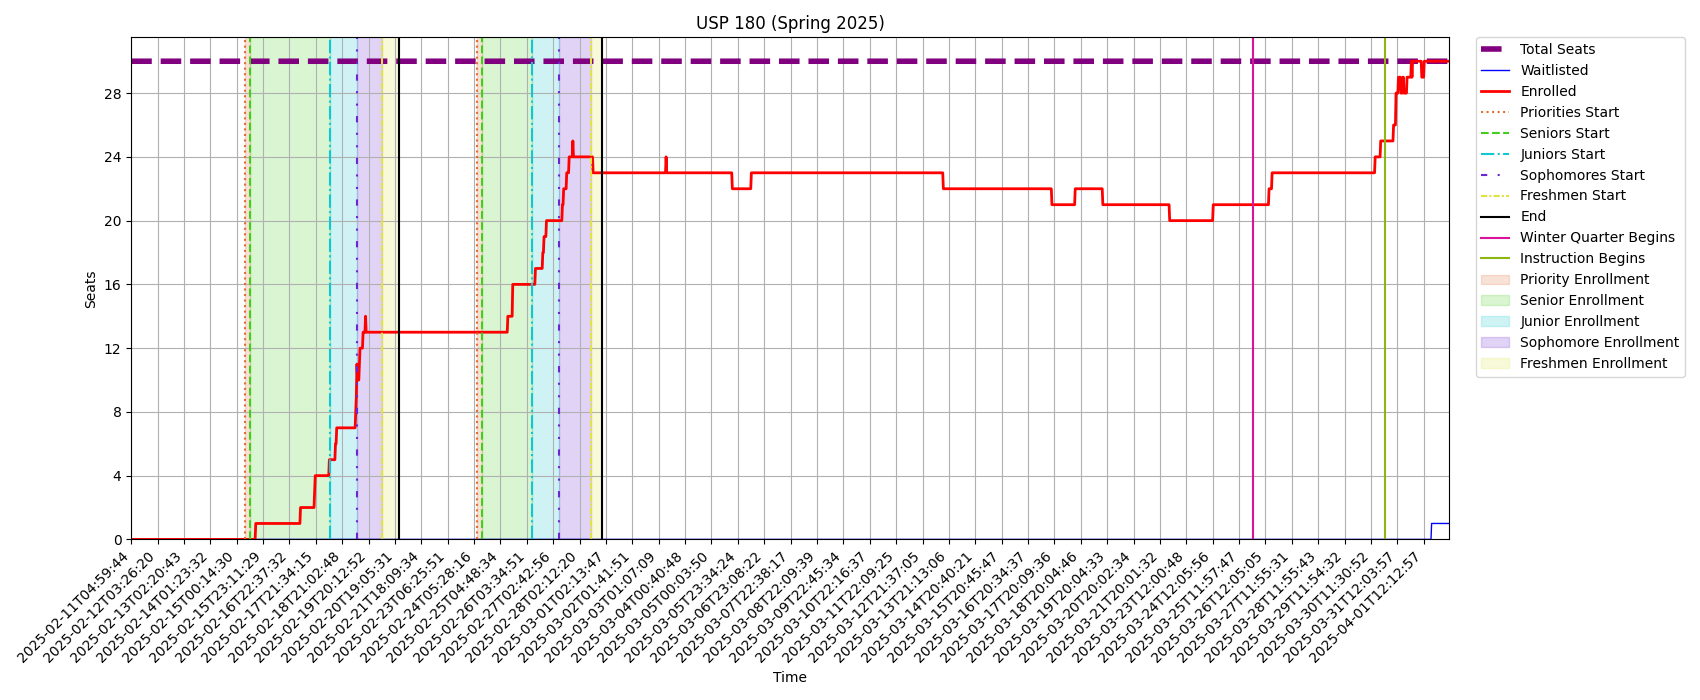 USP 180 (Spring 2025)
Total Seats
Waitlisted
Enrolled
Priorities Start
Seniors Start
Juniors Start
Sophomores Start
Freshmen Start
End
Winter Quarter Begins
Instruction Begins
Priority Enrollment
Senior Enrollment
Junior Enrollment
Sophomore Enrollment
Freshmen Enrollment
Seats
28
24
20
16
12
8
4
0
2025-02-11T04:59:44
2025-02-12T03:26:20
2025-02-13T02:20:43
2025-02-14T01:23:32
2025-02-15T00:14:30
2025-02-15T23:11:29
2025-02-16T22:37:32
2025-02-17T21:34:15
2025-02-18T21:02:48
2025-02-19T20:12:52
2025-02-20T19:05:31
2025-02-21T18:09:34
2025-02-23T06:25:51
2025-02-24T05:28:16
2025-02-25T04:48:34
2025-02-26T03:34:51
2025-02-27T02:42:56
2025-02-28T02:12:20
2025-03-01T02:13:47
2025-03-02T01:41:51
2025-03-03T01:07:09
2025-03-04T00:40:48
2025-03-05T00:03:50
2025-03-05T23:34:24
2025-03-06T23:08:22
2025-03-07T22:38:17
2025-03-08T22:09:39
2025-03-09T22:45:34
2025-03-10T22:16:37
2025-03-11T22:09:25
2025-03-12T21:37:05
2025-03-13T21:13:06
2025-03-14T20:40:21
2025-03-15T20:45:47
2025-03-16T20:34:37
2025-03-17T20:09:36
2025-03-18T20:04:46
2025-03-19T20:04:33
2025-03-20T20:02:34
2025-03-21T20:01:32
2025-03-23T12:00:48
2025-03-24T12:05:56
2025-03-25T11:57:47
2025-03-26T12:05:05
2025-03-27T11:55:31
2025-03-28T11:55:43
2025-03-29T11:54:32
2025-03-30T11:30:52
2025-03-31T12:03:57
2025-04-01T12:12:57
Time